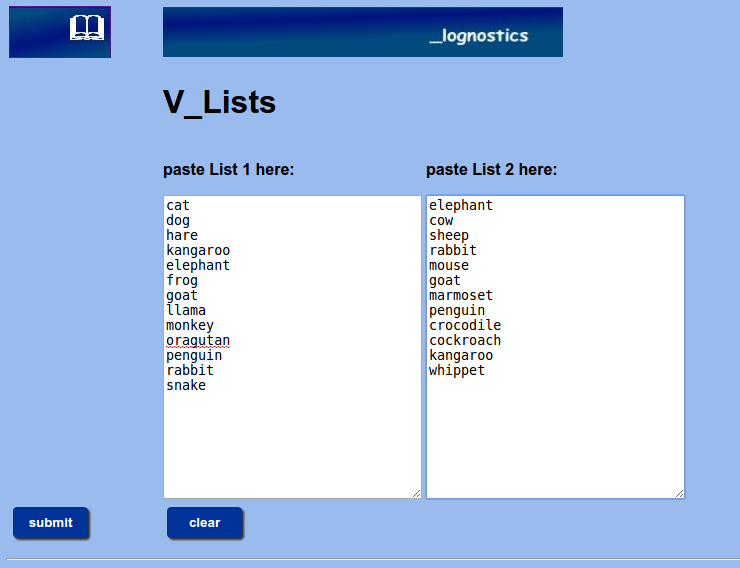 _lognostics
V_Lists
paste List 1 here:
cat
dog
hare
kangaroo
elephant
frog
goat
llama
monkey
oragutan
penguin
rabbit
snake
paste List 2 here:
elephant
cow
sheep
rabbit
mouse
goat
marmoset
penguin
crocodile
cockroach
kangaroo
whippet
submit
clear